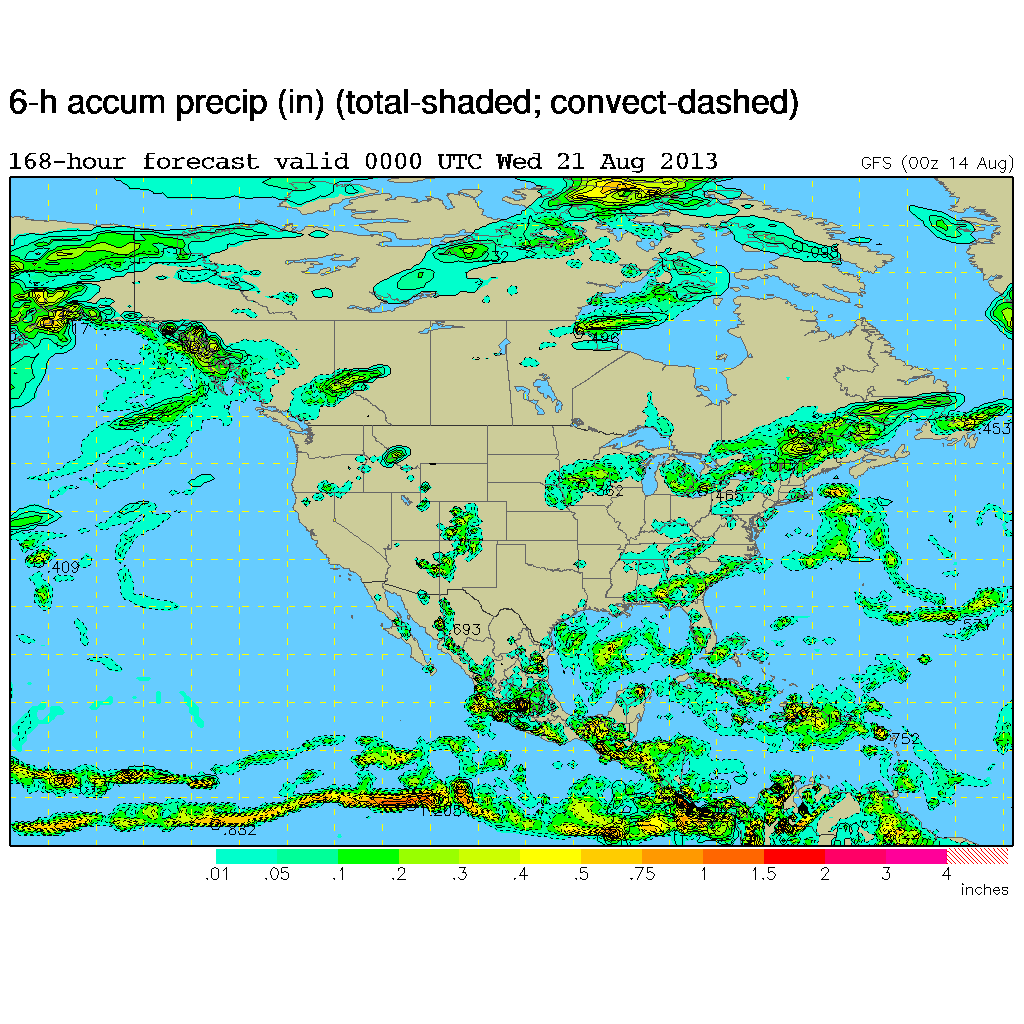 6-h accum precip (in) (total-shaded; convect-dashed)
168-hour forecast valid 0000 UTC Wed 21 Aug 2013 GFS (00z 14 Aug)
.453
.465
.409
.693
.752
.832
.01 .05 .1 .2 .3 .4 .5 .75 1 1.5 2 3 4
inches